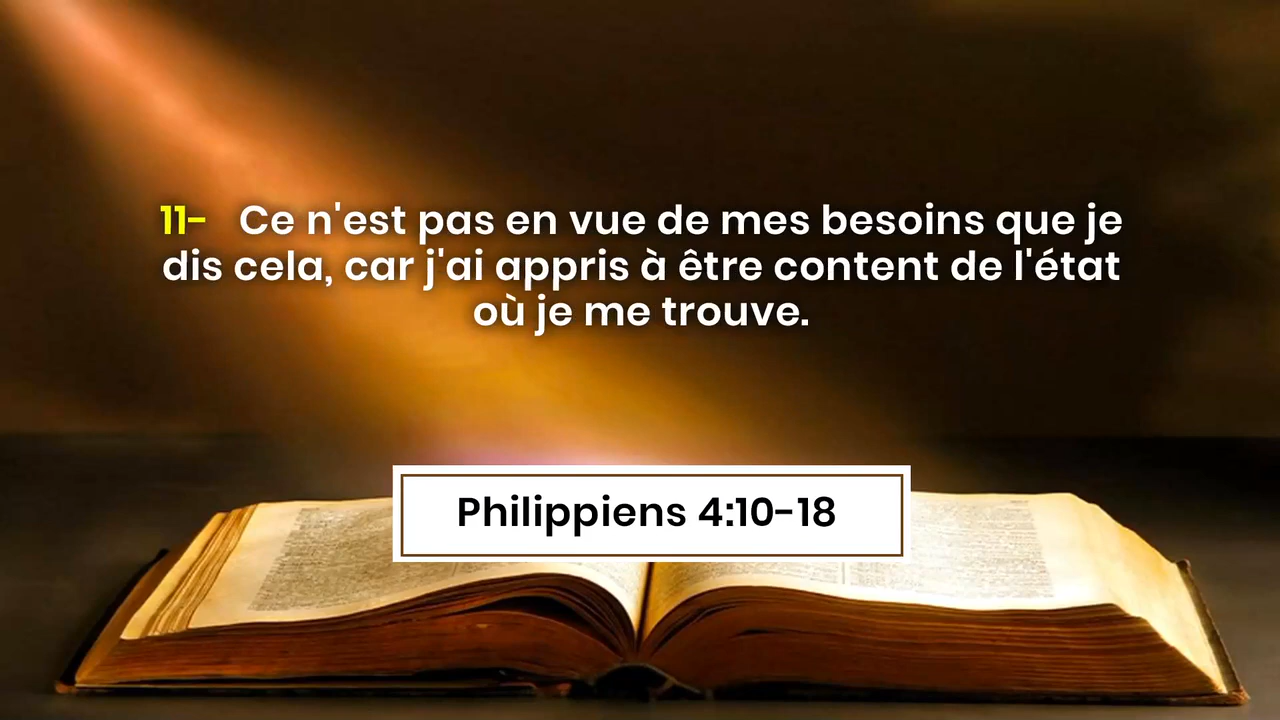 11- Ce n'est pas en vue de mes besoins que je
dis cela, car j'ai appris à être content de l'état
où je me trouve.
Philippiens 4:10-18